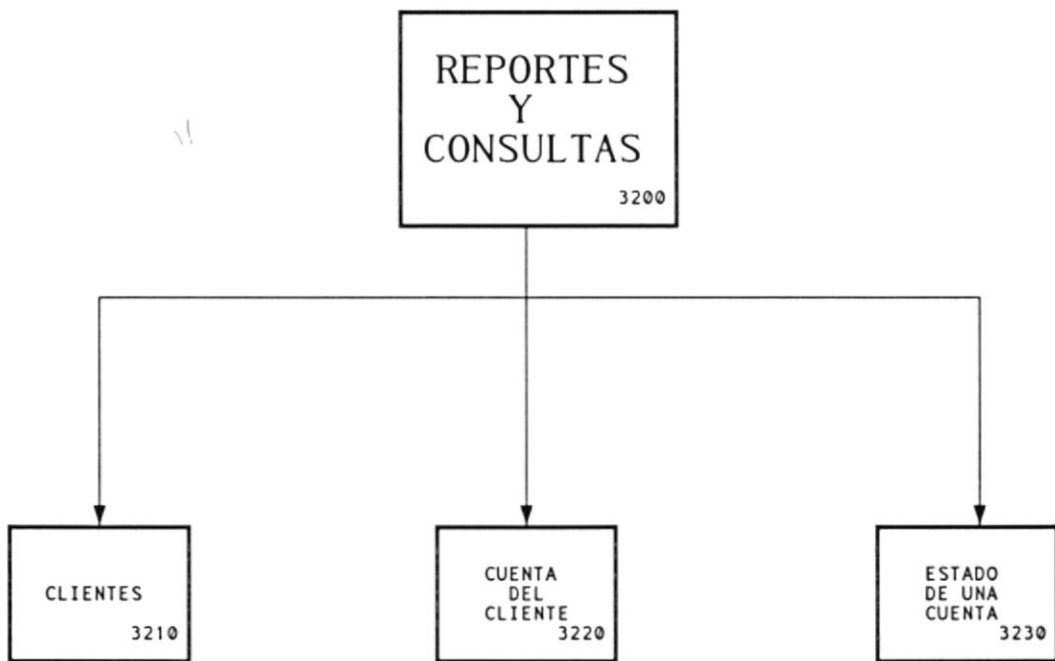 REPORTES
Y
CONSULTAS
3200
CLIENTES
3210
CUENTA
DEL
CLIENTE
3220
ESTADO
DE UNA
CUENTA
3230